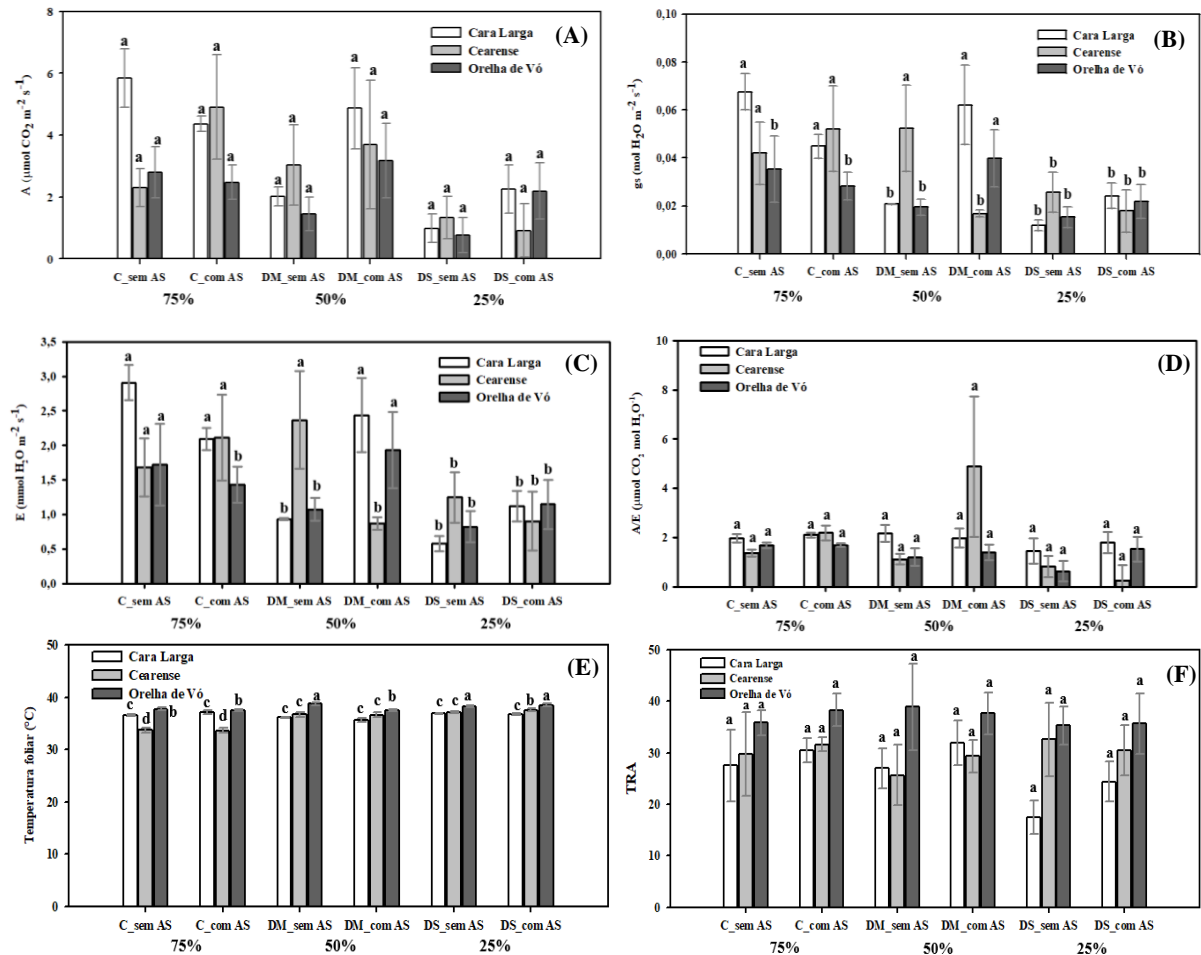 (A)
A (µmol CO2 m-2 s-1)
8
6
4
2
0
Cara Larga
Cearense
Orelha de Vó
a a a a a a a a a a a a a a a a a a
C_sem AS C_com AS DM_sem AS DM_com AS DS_sem AS DS_com AS
75% 50% 25%
(B)
gs (mol H2O m-2 s-1)
0,10
0,08
0,06
0,04
0,02
0,00
Cara Larga
Cearense
Orelha de Vó
a a b a a b b a b a b a b b b b b b
C_sem AS C_com AS DM_sem AS DM_com AS DS_sem AS DS_com AS
75% 50% 25%
(C)
E (mmol H2O m-2 s-1)
3,5
3,0
2,5
2,0
1,5
1,0
0,5
0,0
Cara Larga
Cearense
Orelha de Vó
a a a a a b b a b a b a b b b b b b
C_sem AS C_com AS DM_sem AS DM_com AS DS_sem AS DS_com AS
75% 50% 25%
(D)
A/E (µmol CO2 mol H2O-1)
10
8
6
4
2
0
Cara Larga
Cearense
Orelha de Vó
a a a a a a a a a a a a a a a a a a
C_sem AS C_com AS DM_sem AS DM_com AS DS_sem AS DS_com AS
75% 50% 25%
(E)
Temperatura foliar (°C)
50
40
30
20
10
0
Cara Larga
Cearense
Orelha de Vó
c d b c d b c c a c c b c c a c b a
C_sem AS C_com AS DM_sem AS DM_com AS DS_sem AS DS_com AS
75% 50% 25%
(F)
TRA
50
40
30
20
10
0
Cara Larga
Cearense
Orelha de Vó
a a a a a a a a a a a a a a a a a a
C_sem AS C_com AS DM_sem AS DM_com AS DS_sem AS DS_com AS
75% 50% 25%